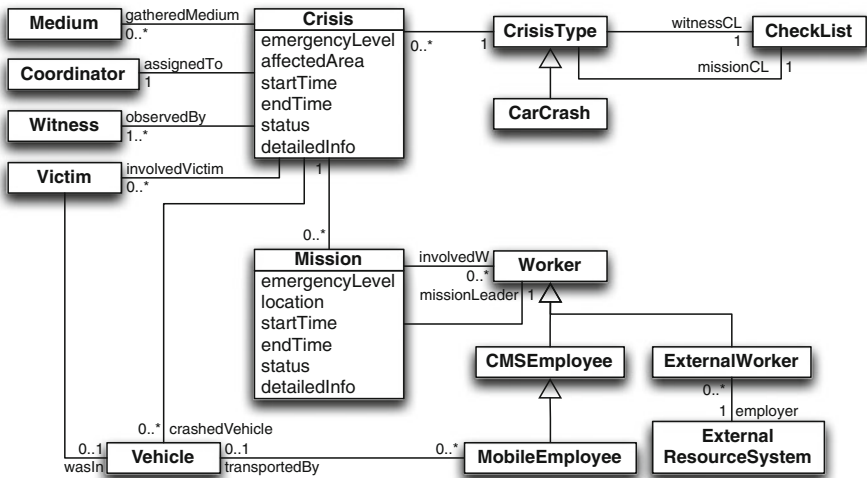 Medium
gatheredMedium
0..*
Coordinator
assignedTo
1
Witness
observedBy
1..*
Victim
involvedVictim
0..*
Crisis
emergencyLevel
affectedArea
startTime
endTime
status
detailedInfo
0..*
1
CrisisType
witnessCL
1
CheckList
missionCL
1
CarCrash
1
0..*
Mission
emergencyLevel
location
startTime
endTime
status
detailedInfo
involvedW
0..*
Worker
missionLeader
1
CMSEmployee
ExternalWorker
0..*
1 employer
External
ResourceSystem
0..* crashedVehicle
0..1
wasIn
Vehicle
0..1
transportedBy
0..*
MobileEmployee